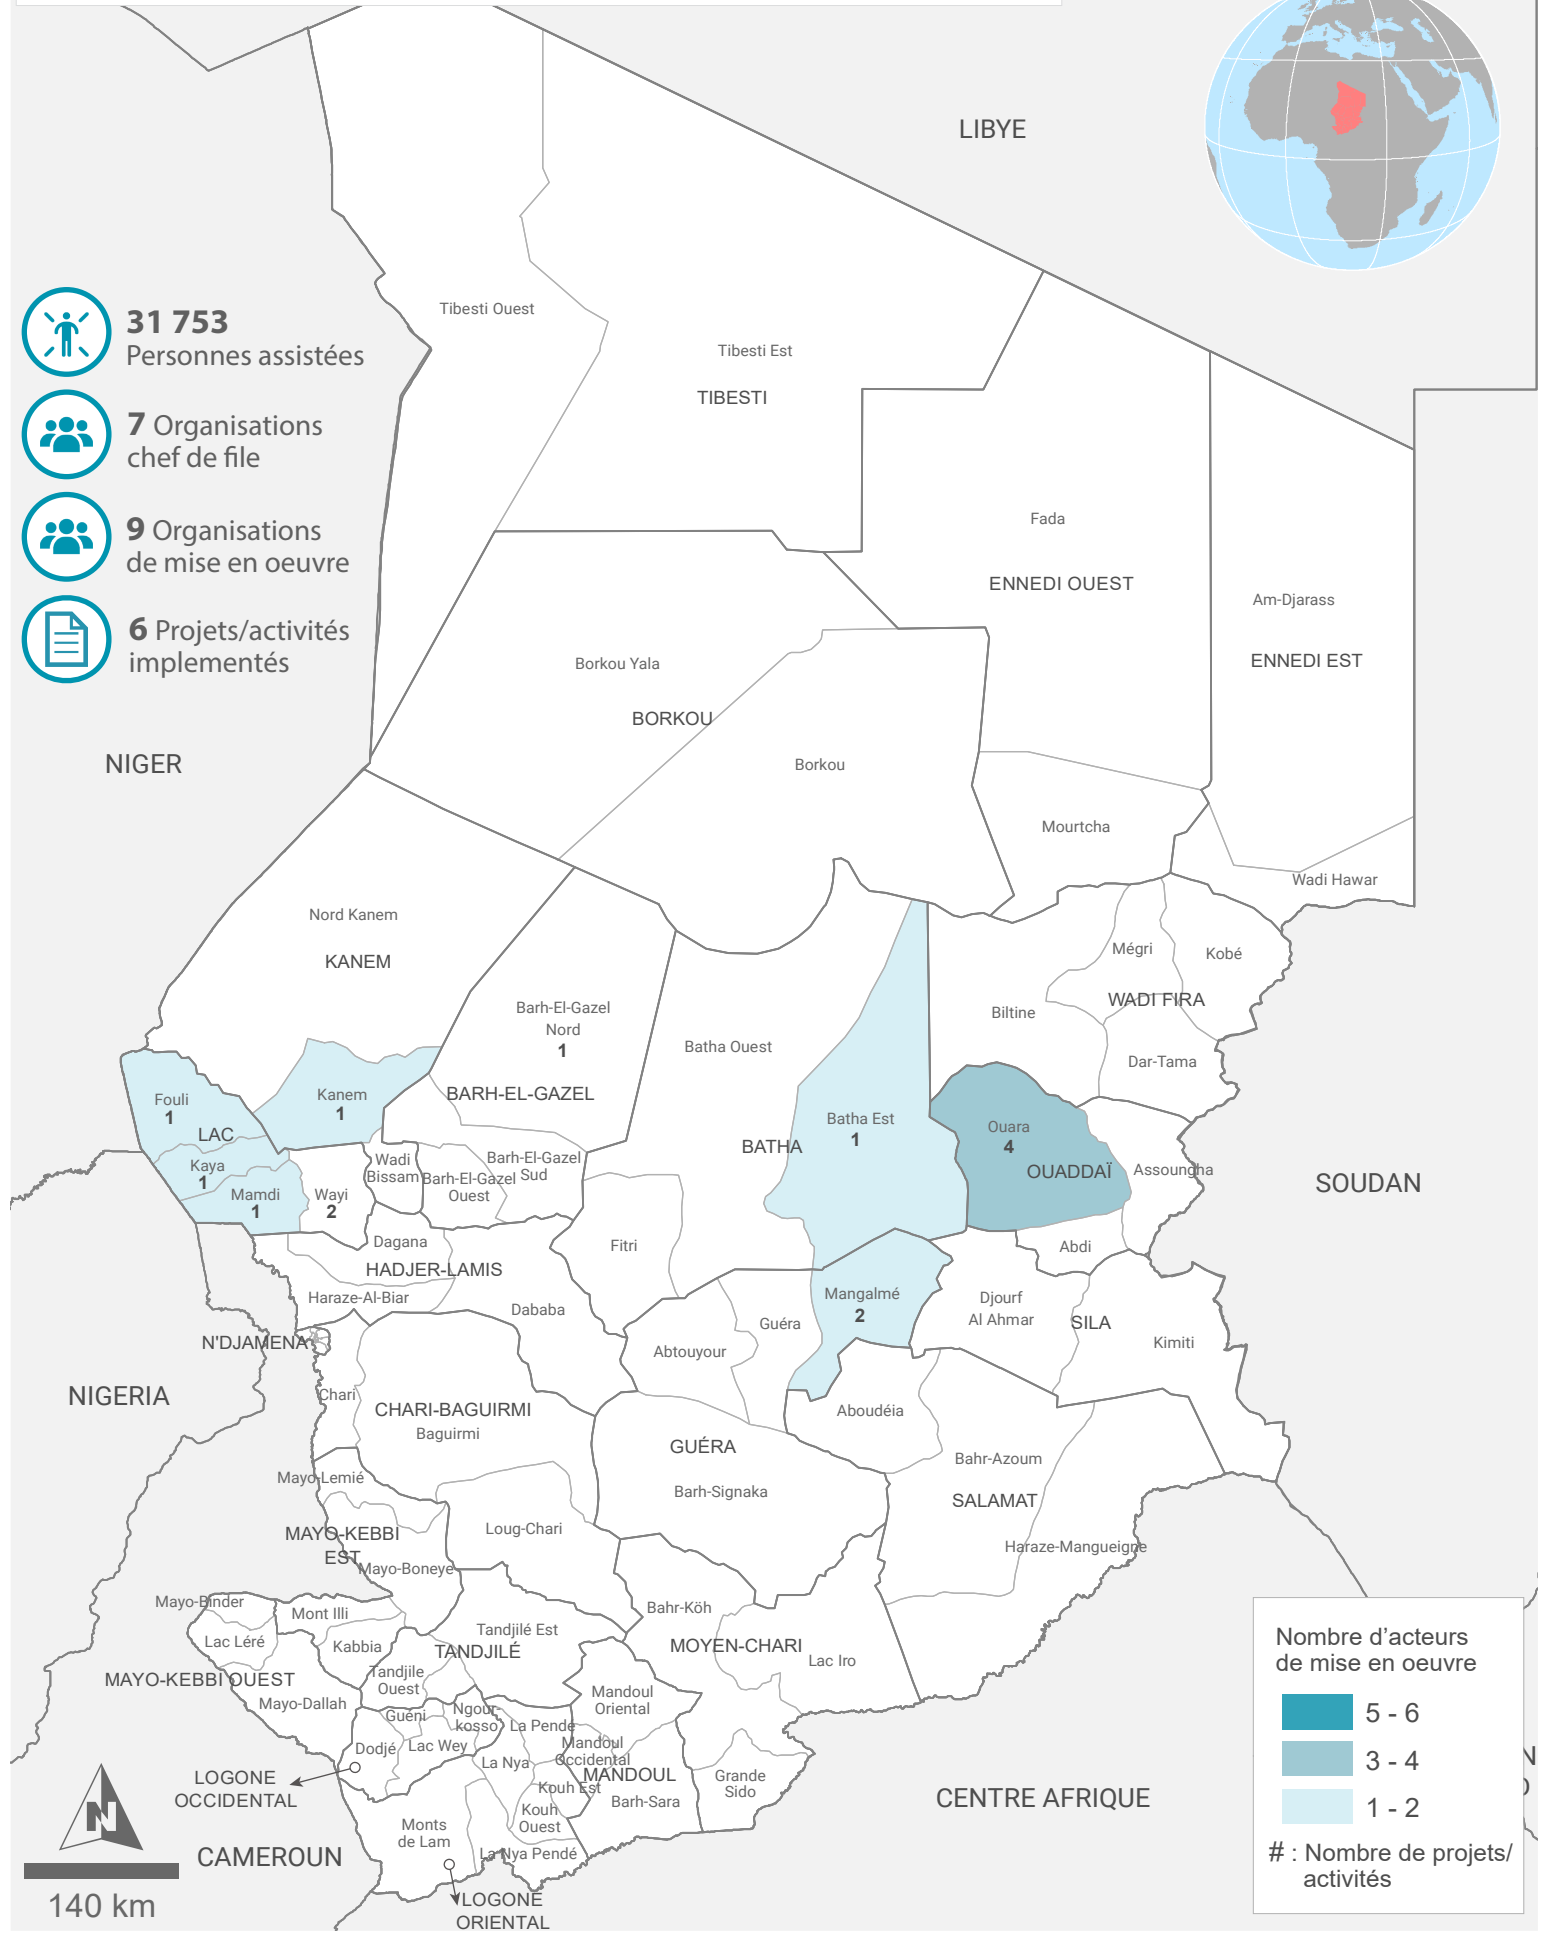 LIBYE
31 753
Personnes assistées
7 Organisations
chef de file
9 Organisations
de mise en oeuvre
6 Projets/activités
implementés
Tibesti Ouest
Tibesti Est
TIBESTI
Fada
ENNEDI OUEST
Am-Djarass
ENNEDI EST
Borkou Yala
BORKOU
Borkou
NIGER
Mourtcha
Wadi Hawar
Nord Kanem
KANEM
Mégri
Kobé
WADI FIRA
Biltine
Dar-Tama
Barh-El-Gazel
Nord
1
BARH-EL-GAZEL
Batha Ouest
Kanem
1
Fouli
1
LAC
Kaya
1
Mamdi
1
Wayi
2
Wadi
Bissam
Barh-El-Gazel
Ouest
Barh-El-Gazel
Sud
Batha Est
1
BATHA
Ouara
4
OUADDAÏ
Assoungha
SOUDAN
Dagana
HADJER-LAMIS
Haraze-Al-Biar
Dababa
Fitri
Abdi
Mangalmé
2
Djourf
Al Ahmar
SILA
Kimiti
N'DJAMENA
Guéra
Abtouyour
NIGERIA
Chari
CHARI-BAGUIRMI
Baguirmi
Aboudéia
GUÉRA
Bahr-Azoum
Mayo-Lemié
Barh-Signaka
SALAMAT
MAYO-KEBBI
EST
Loug-Chari
Haraze-Mangueigne
Mayo-Boneye
Mayo-Binder
Mont Illi
Bahr-Köh
Lac Léré
Kabbia
Tandjilé Est
TANDJILÉ
MOYEN-CHARI
Lac Iro
MAYO-KEBBI OUEST
Tandjile
Ouest
Mayo-Dallah
Mandoul
Oriental
Guéni
Ngour-
kosso
La Pende
Dodjé
Lac Wey
Mandoul
Occidental
La Nya
MANDOUL
Kouh Est
Barh-Sara
Grande
Sido
LOGONE
OCCIDENTAL
Kouh
Ouest
Monts
de Lam
La Nya Pendé
CENTRE AFRIQUE
CAMEROUN
LOGONE
ORIENTAL
N
140 km
Nombre d’acteurs
de mise en oeuvre
5 - 6
3 - 4
1 - 2
# : Nombre de projets/
activités